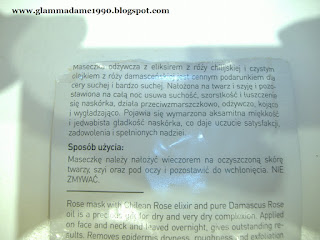 www.glammadame1990.blogspot.com
Maseczka odżywcza z eliksirem z róży chilijskiej i czystym
olejkiem z róży damasceńskiej jest cennym podarunkiem dla
cery suchej i bardzo suchej. Nałożona na twarz i szyję i pozo-
stawiona na całą noc usuwa suchość, szorstkość i łuszczenie
się naskórka, działa przeciwzmarszczkowo, odżywczo, kojąco
i wygładzająco. Pojawia się wymarzona aksamitna miękkość
i jedwabista gładkość naskórka, co daje uczucie satysfakcji,
zadowolenia i spełnionych nadziei.
Sposób użycia:
Maseczkę należy nałożyć wieczorem na oczyszczoną skórę
twarzy, szyi oraz pod oczy i pozostawić do wchłonięcia. NIE
ZMYWAĆ.
Rose mask with Chilean Rose elixir and pure Damascus Rose
oil is a precious gift for dry and very dry complexion. Applied
on face and neck and leaved overnight, gives outstanding re-
sults. Removes epidermis dryness, roughness, and exfoliation